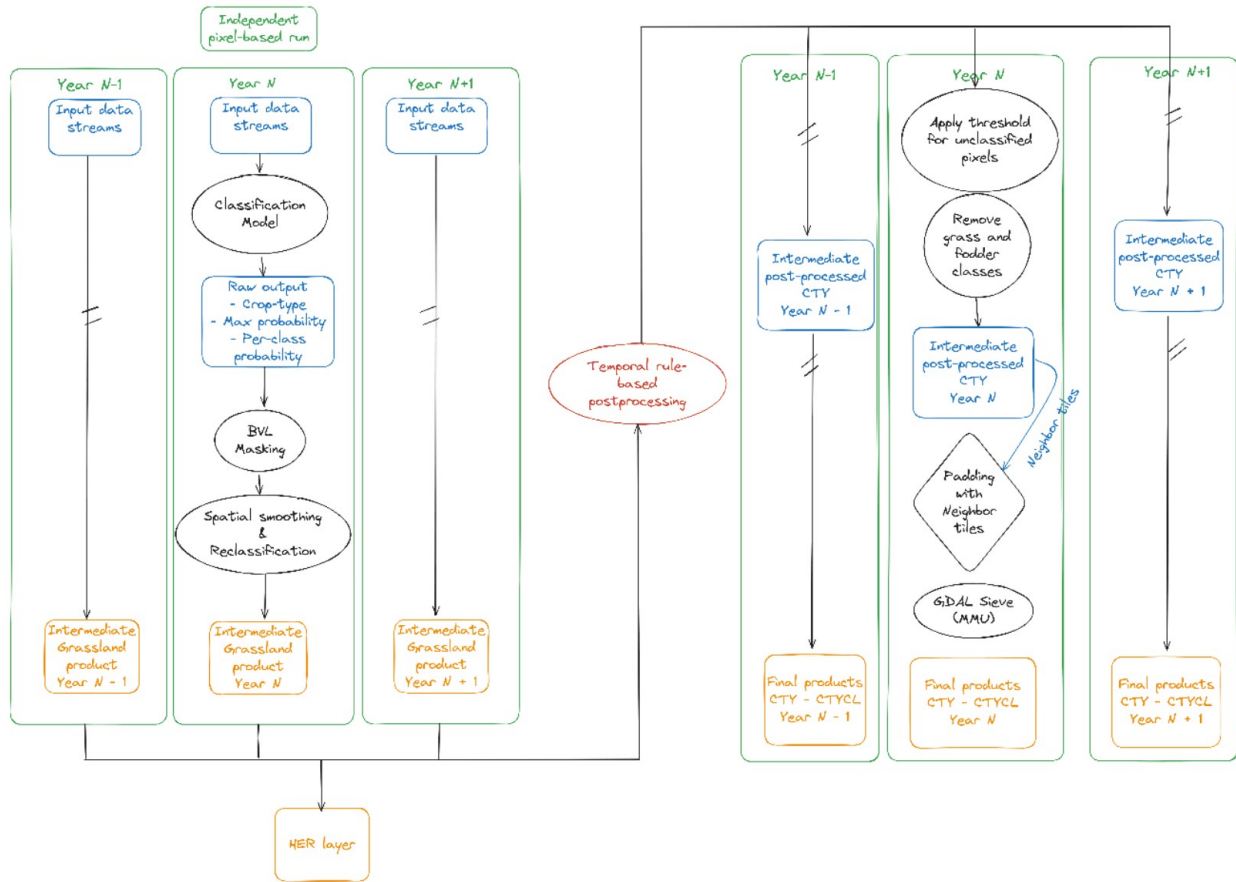 Independent
pixel-based run
Year N-1
Input data
streams
Intermediate
Grassland
product
Year N - 1
Year N
Input data
streams
Classification
Model
Raw output
- Crop-type
- Max probability
- Per-class
probability
BVL
Masking
Spatial smoothing
&
Reclassification
Intermediate
Grassland
product
Year N
Year N+1
Input data
streams
Intermediate
Grassland
product
Year N + 1
HER layer
Temporal rule-
based
postprocessing
Year N-1
Intermediate
post-processed
CTY
Year N - 1
Final products
CTY - CTYCL
Year N - 1
Year N
Apply threshold
for unclassified
pixels
Remove
grass and
fodder
classes
Intermediate
post-processed
CTY
Year N
Neighbor tiles
Padding
with
Neighbor
tiles
GDAL Sieve
(MMU)
Final products
CTY - CTYCL
Year N
Year N+1
Intermediate
post-processed
CTY
Year N + 1
Final products
CTY - CTYCL
Year N + 1